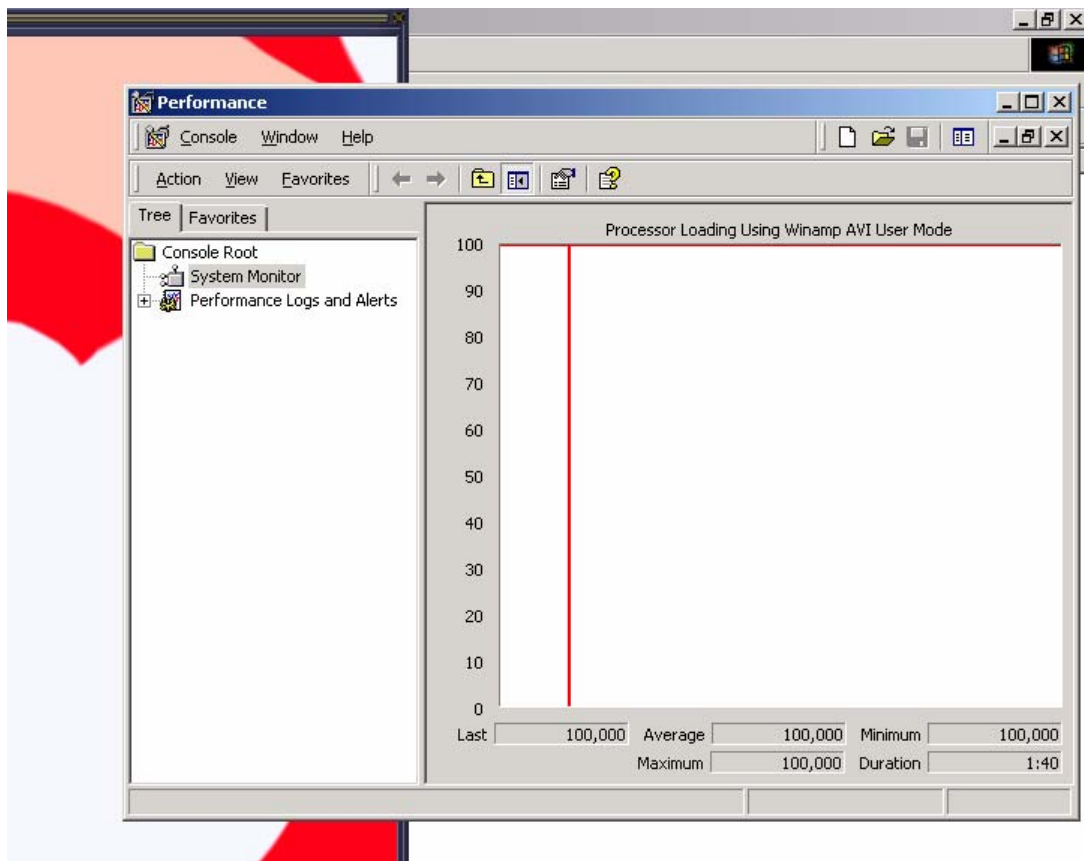 Performance
Console Window Help
Action View Favorites
Tree Favorites
Console Root
System Monitor
Performance Logs and Alerts
Processor Loading Using Winamp AVI User Mode
100
90
80
70
60
50
40
30
20
10
0
Last 100,000 Average 100,000 Minimum 100,000
Maximum 100,000 Duration 1:40